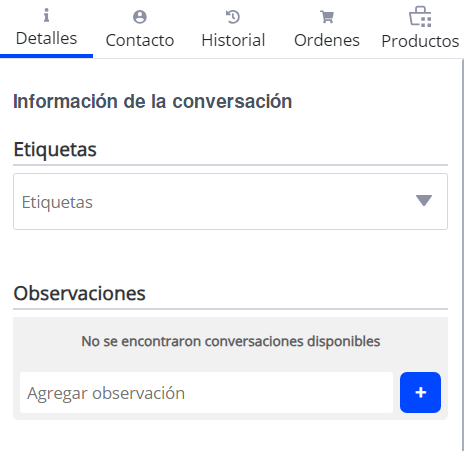 Detalles
Contacto
Historial
Ordenes
Productos
Información de la conversación
Etiquetas
Etiquetas
Observaciones
No se encontraron conversaciones disponibles
Agregar observación
+